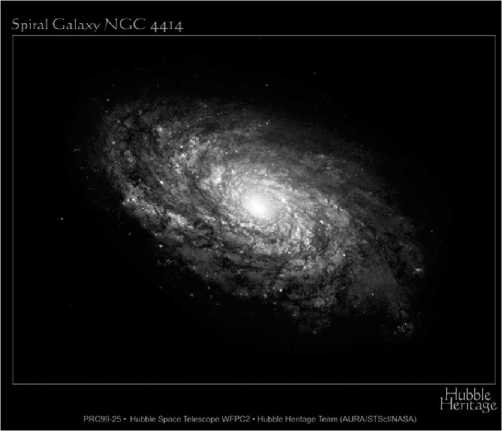 Spiral Galaxy NGC 4414
Hubble
Heritage
PRC99-25 • Hubble Space Telescope WFPC2 • Hubble Heritage Team (AURA/STScI/NASA)